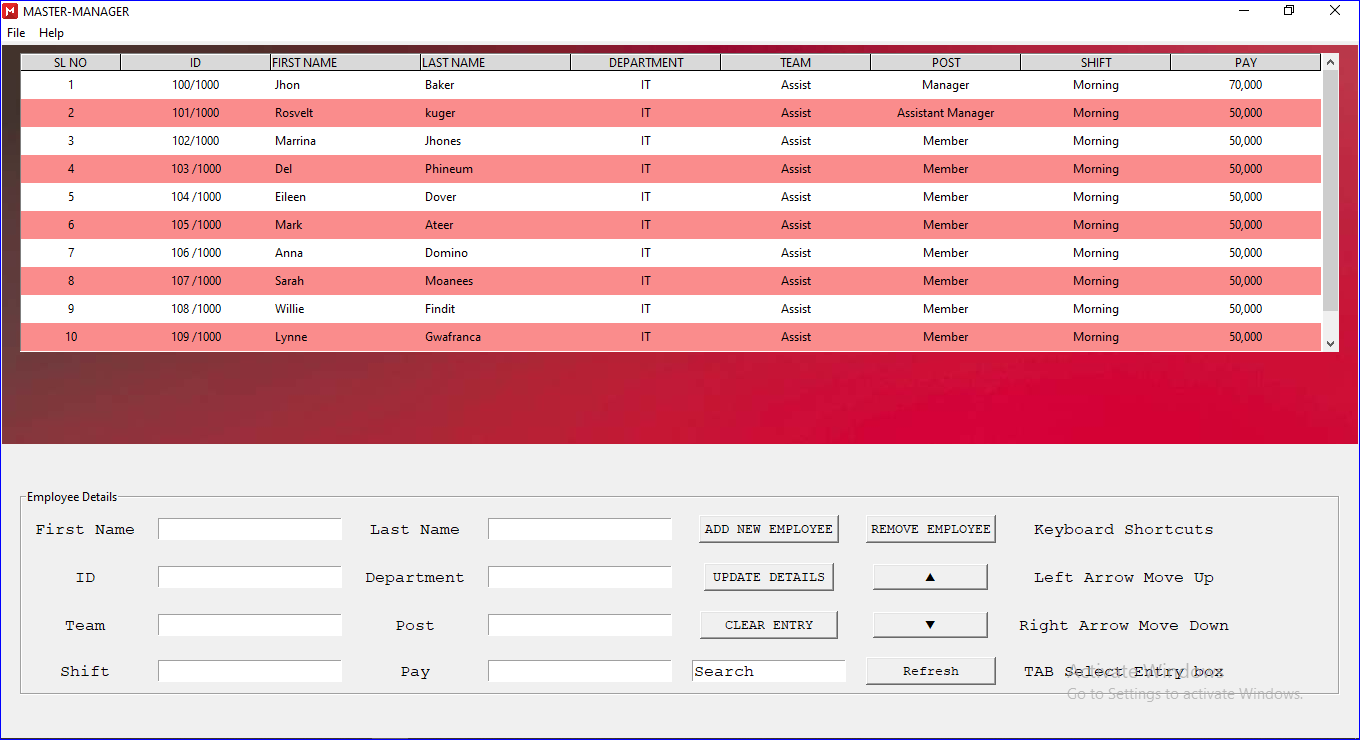 MASTER-MANAGER
File Help
SL NO ID FIRST NAME LAST NAME DEPARTMENT TEAM POST SHIFT PAY
1 100/1000 Jhon Baker IT Assist Manager Morning 70,000
2 101/1000 Rosvelt kuger IT Assist Assistant Manager Morning 50,000
3 102/1000 Marrina Jhones IT Assist Member Morning 50,000
4 103 /1000 Del Phineum IT Assist Member Morning 50,000
5 104 /1000 Eileen Dover IT Assist Member Morning 50,000
6 105 /1000 Mark Ateer IT Assist Member Morning 50,000
7 106 /1000 Anna Domino IT Assist Member Morning 50,000
8 107 /1000 Sarah Moanees IT Assist Member Morning 50,000
9 108 /1000 Willie Findit IT Assist Member Morning 50,000
10 109 /1000 Lynne Gwafranca IT Assist Member Morning 50,000
Employee Details
First Name Last Name ADD NEW EMPLOYEE REMOVE EMPLOYEE Keyboard Shortcuts
ID Department UPDATE DETAILS ▲ Left Arrow Move Up
Team Post CLEAR ENTRY ▼ Right Arrow Move Down
Shift Pay Search Refresh TAB Select Entry box
Activate Windows
Go to Settings to activate Windows.